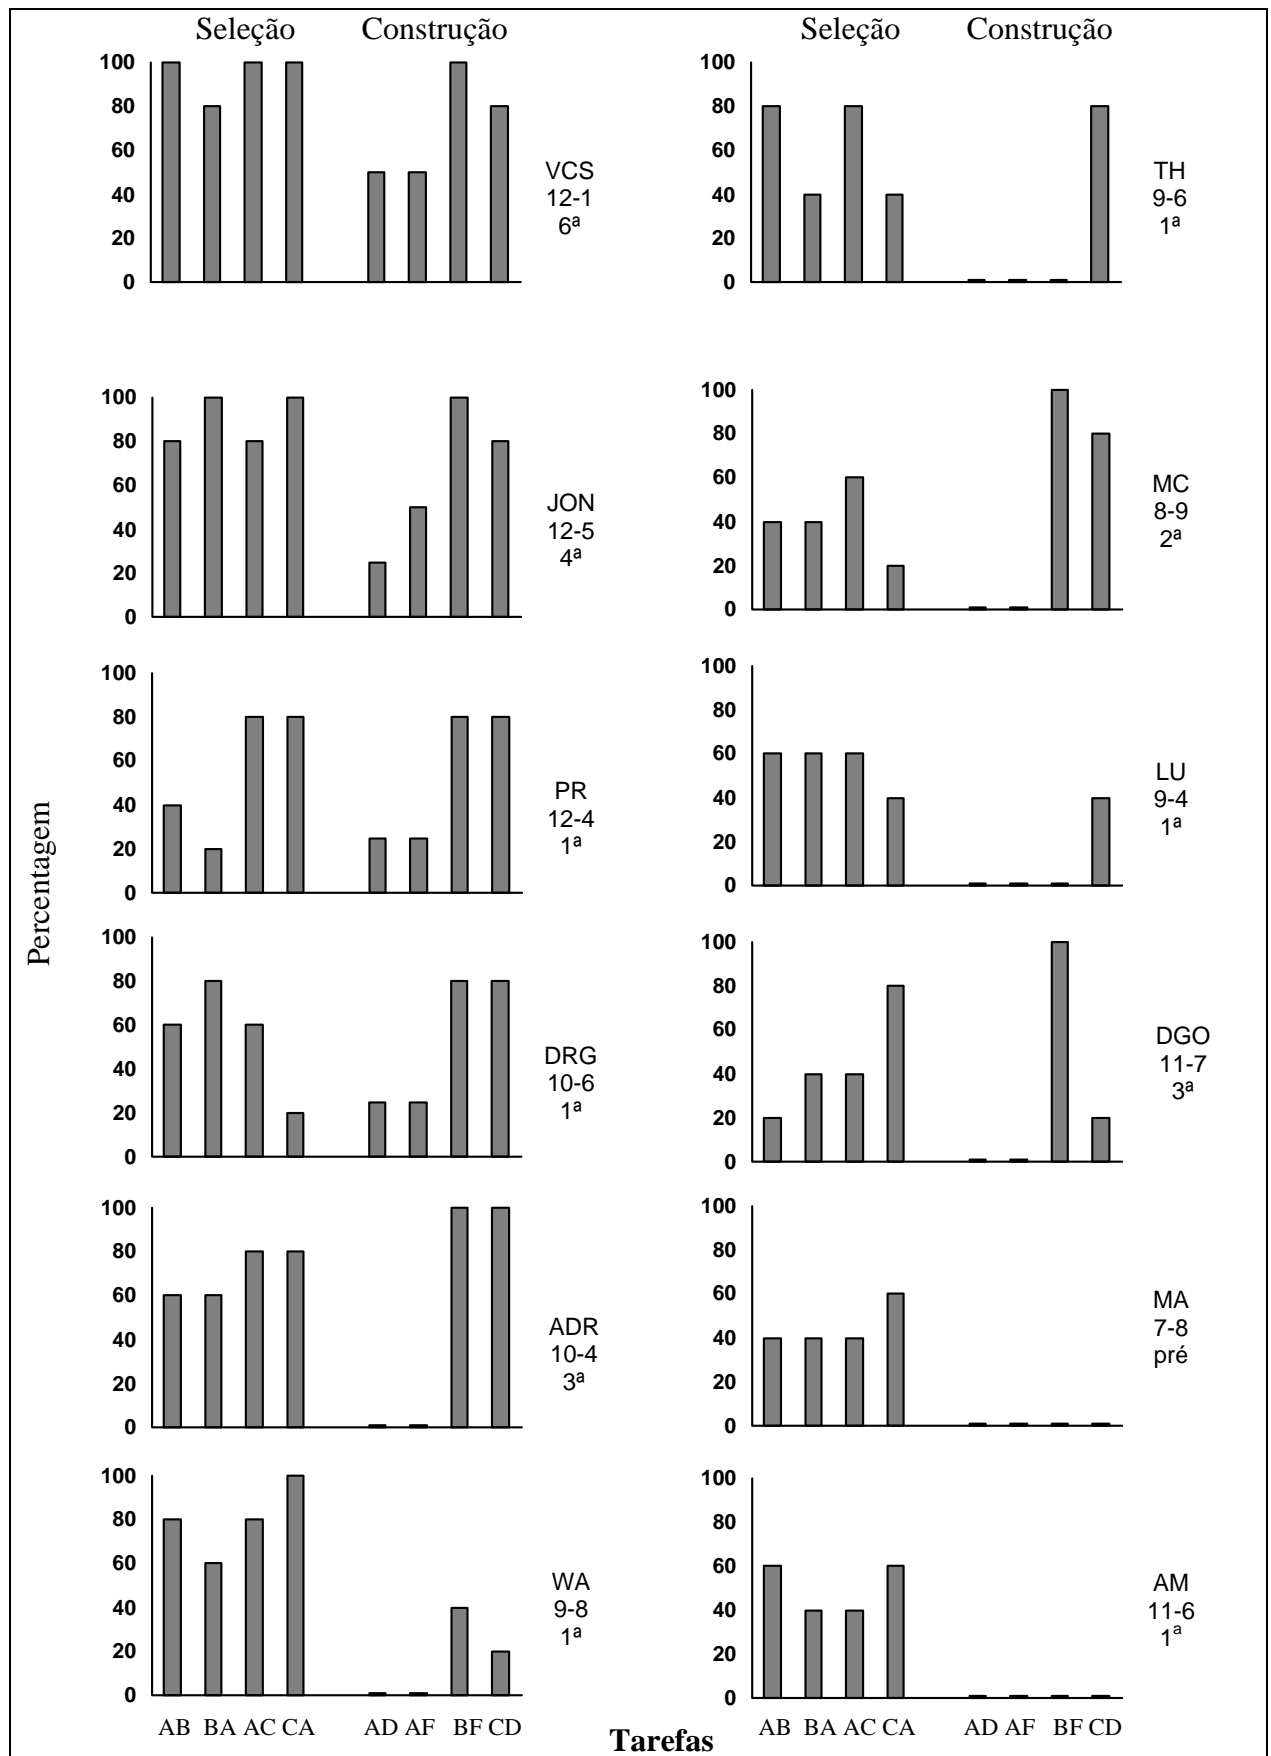 Seleção Construção
Seleção Construção
100
80
60
40
20
0
VCS
12-1
6ª
100
80
60
40
20
0
TH
9-6
1ª
100
80
60
40
20
0
JON
12-5
4ª
100
80
60
40
20
0
MC
8-9
2ª
100
80
60
40
20
0
PR
12-4
1ª
100
80
60
40
20
0
LU
9-4
1ª
Percentagem
100
80
60
40
20
0
DRG
10-6
1ª
100
80
60
40
20
0
DGO
11-7
3ª
100
80
60
40
20
0
ADR
10-4
3ª
100
80
60
40
20
0
MA
7-8
pré
100
80
60
40
20
0
WA
9-8
1ª
AB BA AC CA AD AF BF CD
100
80
60
40
20
0
AM
11-6
1ª
AB BA AC CA AD AF BF CD
Tarefas